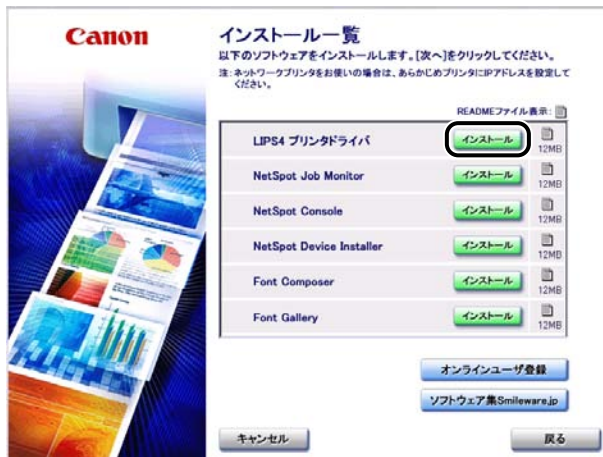 Canon
インストール一覧
以下のソフトウェアをインストールします。[次へ]をクリックしてください。
注:ネットワークプリンタをお使いの場合は、あらかじめプリンタにIPアドレスを設定して
ください。
READMEファイル表示:
LIPS4 プリンタドライバ インストール 12MB
NetSpot Job Monitor インストール 12MB
NetSpot Console インストール 12MB
NetSpot Device Installer インストール 12MB
Font Composer インストール 12MB
Font Gallery インストール 12MB
オンラインユーザ登録
ソフトウェア集Smileware.jp
キャンセル 戻る